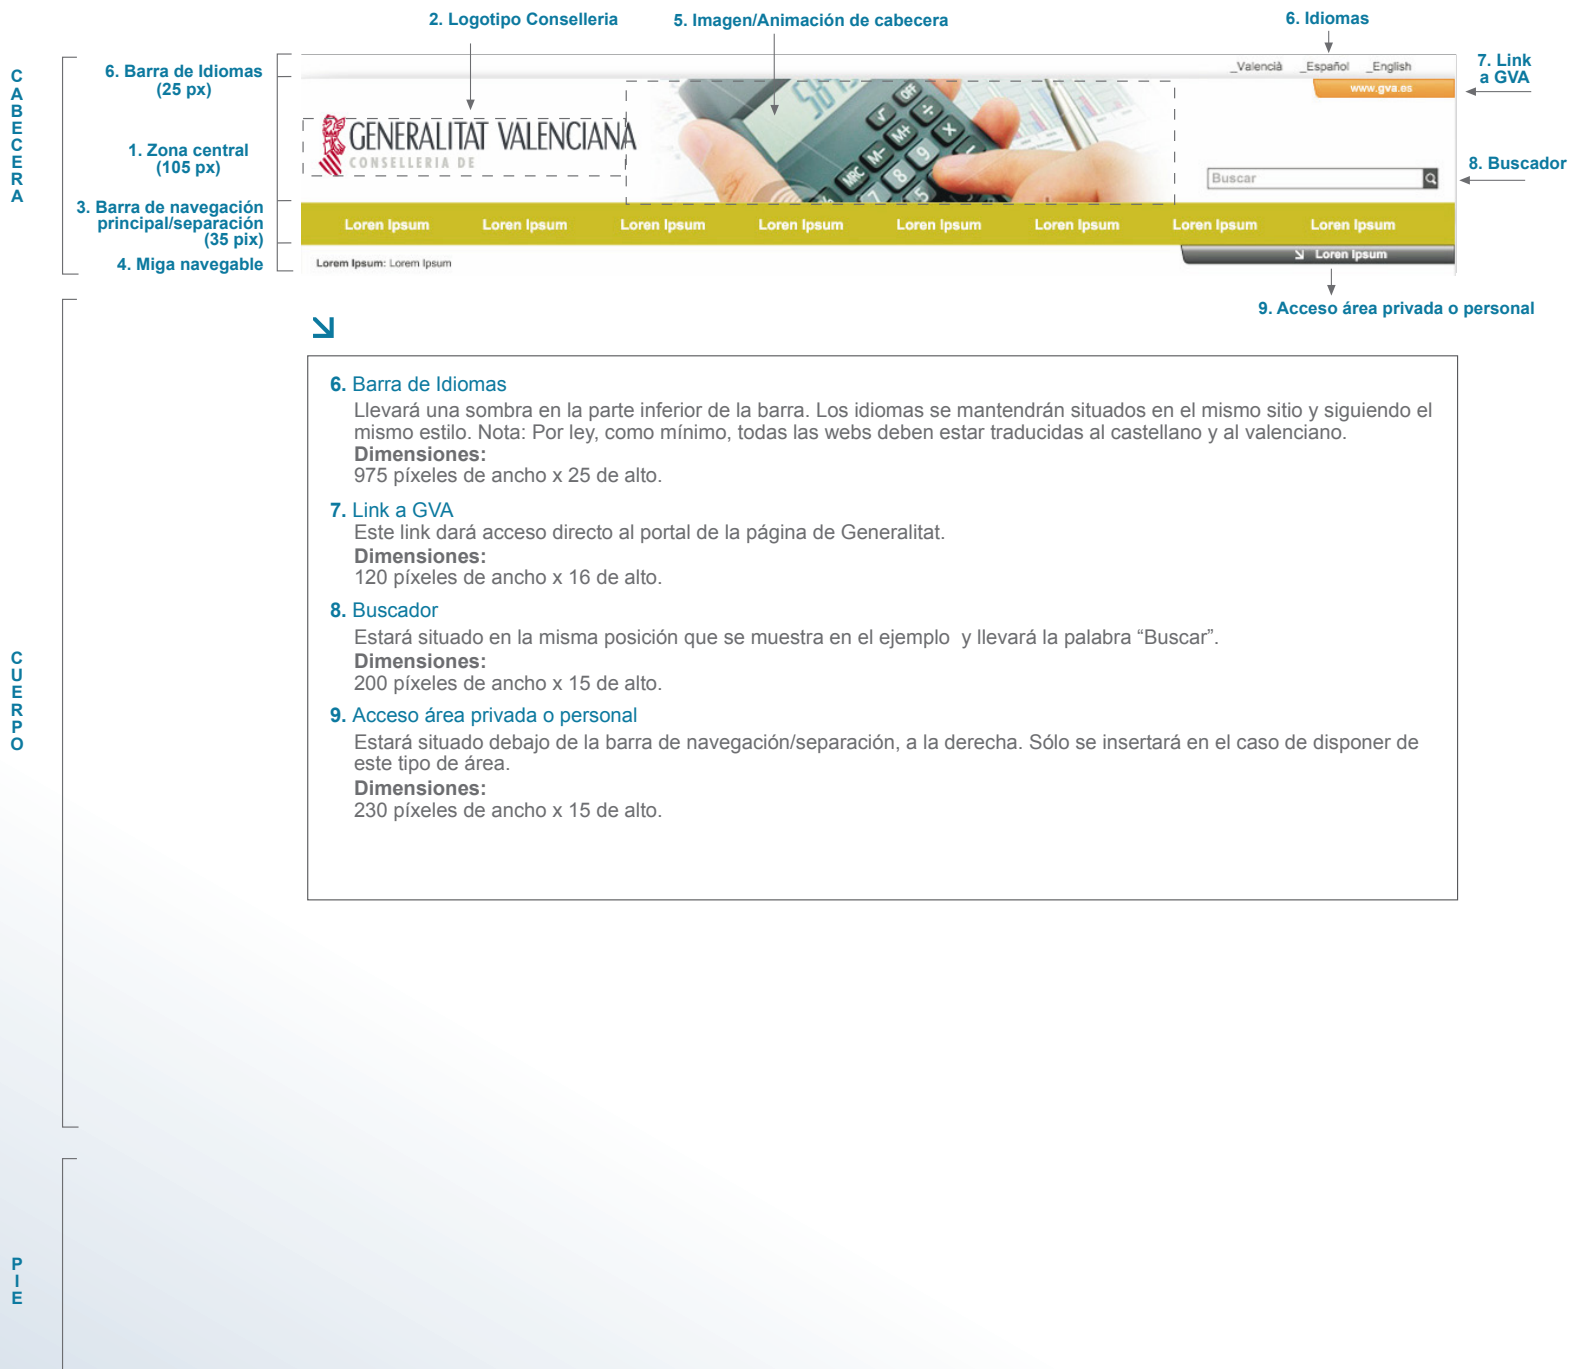 2. Logotipo Conselleria
5. Imagen/Animación de cabecera
6. Idiomas
7. Link
a GVA
8. Buscador
9. Acceso área privada o personal
C
A
B
E
C
E
R
A
6. Barra de Idiomas
(25 px)
1. Zona central
(105 px)
3. Barra de navegación
principal/separación
(35 pix)
4. Miga navegable
_Valencià _Español _English
www.gva.es
GENERALITAT VALENCIANA
CONSELLERIA DE
5873
OFF
√
÷
M+
×
M-
9
−
MRC
8
7
5
%
Buscar
Loren Ipsum Loren Ipsum Loren Ipsum Loren Ipsum Loren Ipsum Loren Ipsum Loren Ipsum Loren Ipsum
Loren Ipsum
Lorem Ipsum: Lorem Ipsum
C
U
E
R
P
O
6. Barra de Idiomas
Llevará una sombra en la parte inferior de la barra. Los idiomas se mantendrán situados en el mismo sitio y siguiendo el
mismo estilo. Nota: Por ley, como mínimo, todas las webs deben estar traducidas al castellano y al valenciano.
Dimensiones:
975 píxeles de ancho x 25 de alto.
7. Link a GVA
Este link dará acceso directo al portal de la página de Generalitat.
Dimensiones:
120 píxeles de ancho x 16 de alto.
8. Buscador
Estará situado en la misma posición que se muestra en el ejemplo  y llevará la palabra “Buscar”.
Dimensiones:
200 píxeles de ancho x 15 de alto.
9. Acceso área privada o personal
Estará situado debajo de la barra de navegación/separación, a la derecha. Sólo se insertará en el caso de disponer de
este tipo de área.
Dimensiones:
230 píxeles de ancho x 15 de alto.
P
I
E